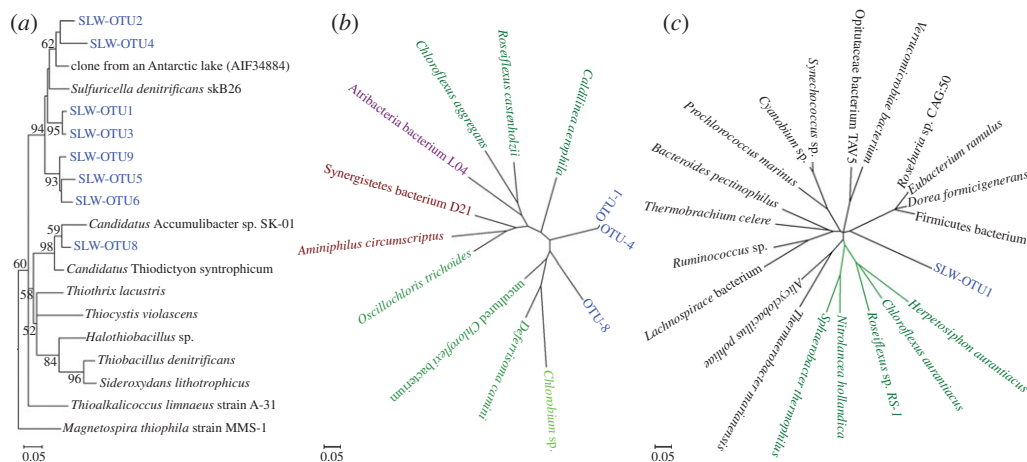 (a)
SLW-OTU2
62
SLW-OTU4
clone from an Antarctic lake (AIF34884)
Sulfuricella denitrificans skB26
SLW-OTU1
94
95
SLW-OTU3
SLW-OTU9
93
SLW-OTU5
SLW-OTU6
Candidatus Accumulibacter sp. SK-01
59
98
SLW-OTU8
60
Candidatus Thiodictyon syntrophicum
58
Thiothrix lacustris
Thiocystis violascens
52
Halothiobacillus sp.
84
Thiobacillus denitrificans
96
Sideroxydans lithotrophicus
Thioalkalicoccus limnaeus strain A-31
Magnetospira thiophila strain MMS-1
0.05
(b)
Atribacteria bacterium L04
Chloroflexus aggregans
Roseiflexus castenholzii
Caldilinea aerophila
Synergistetes bacterium D21
OTU-1
OTU-4
Aminiphilus circumscriptus
Oscillochloris trichoides
OTU-8
uncultured Chloroflexi bacterium
Deferrisoma camini
Chlorobium sp.
0.05
(c)
Prochlorococcus marinus
Cyanobium sp.
Synechococcus sp.
Opitutaceae bacterium TAV5
Verrucomicrobiae bacterium
Roseburia sp. CAG:50
Eubacterium ramulus
Dorea formicigenerans
Firmicutes bacterium
Bacteroides pectinophilus
Thermobrachium celere
Ruminococcus sp.
Lachnospirace bacterium
SLW-OTU1
Alicyclobacillus pohliae
Thermaerobacter marianensis
Sphaerobacter thermophilus
Nitrolancea hollandica
Roseiflexus sp. RS-1
Chloroflexus aurantiacus
Herpetosiphon aurantiacus
0.05